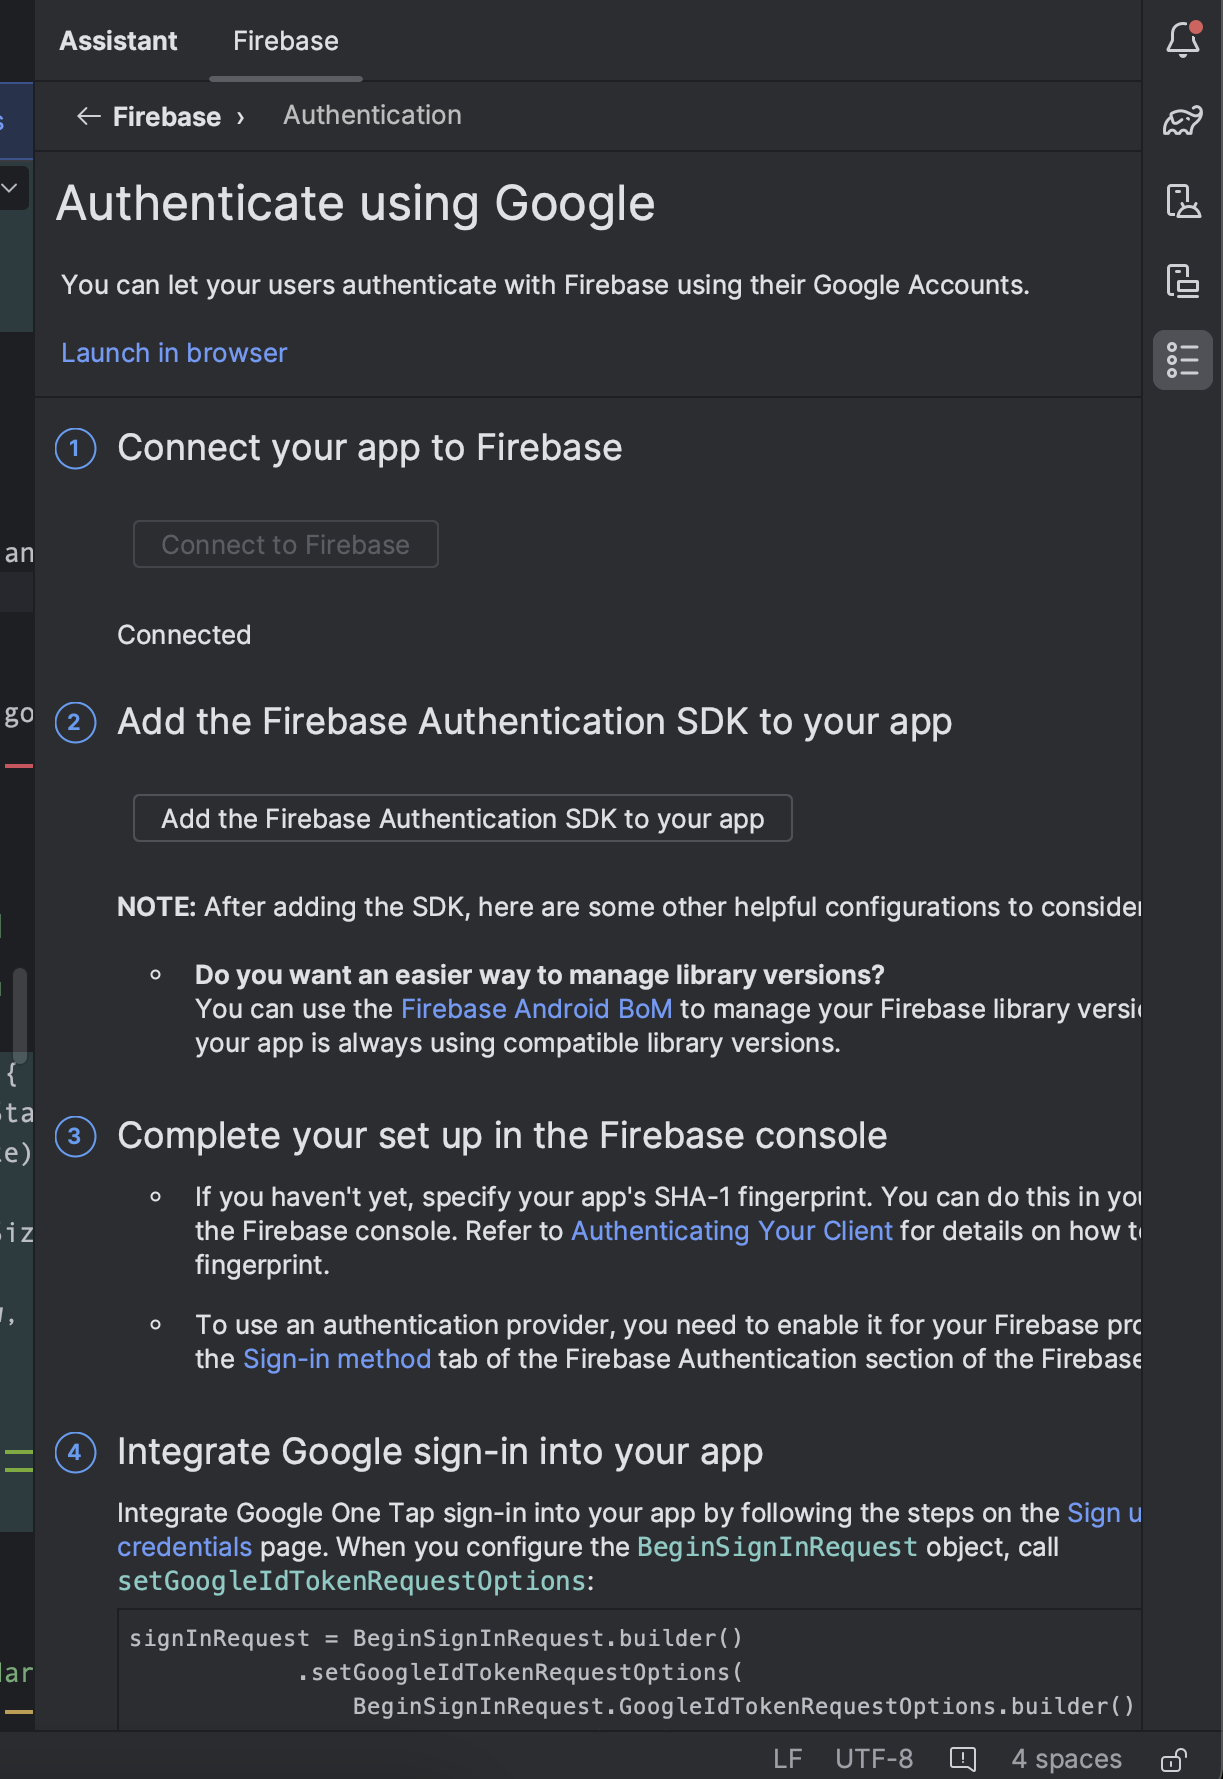 Assistant Firebase
← Firebase › Authentication
Authenticate using Google
You can let your users authenticate with Firebase using their Google Accounts.
Launch in browser
1 Connect your app to Firebase
Connect to Firebase
Connected
2 Add the Firebase Authentication SDK to your app
Add the Firebase Authentication SDK to your app
NOTE: After adding the SDK, here are some other helpful configurations to consider
Do you want an easier way to manage library versions?
You can use the Firebase Android BoM to manage your Firebase library versi
your app is always using compatible library versions.
3 Complete your set up in the Firebase console
If you haven't yet, specify your app's SHA-1 fingerprint. You can do this in you
the Firebase console. Refer to Authenticating Your Client for details on how to
fingerprint.
To use an authentication provider, you need to enable it for your Firebase pro
the Sign-in method tab of the Firebase Authentication section of the Firebase
4 Integrate Google sign-in into your app
Integrate Google One Tap sign-in into your app by following the steps on the Sign u
credentials page. When you configure the BeginSignInRequest object, call
setGoogleIdTokenRequestOptions:
signInRequest = BeginSignInRequest.builder()
.setGoogleIdTokenRequestOptions(
BeginSignInRequest.GoogleIdTokenRequestOptions.builder()
an
go
{
ta
e)
iz
,
ar
LF UTF-8 4 spaces